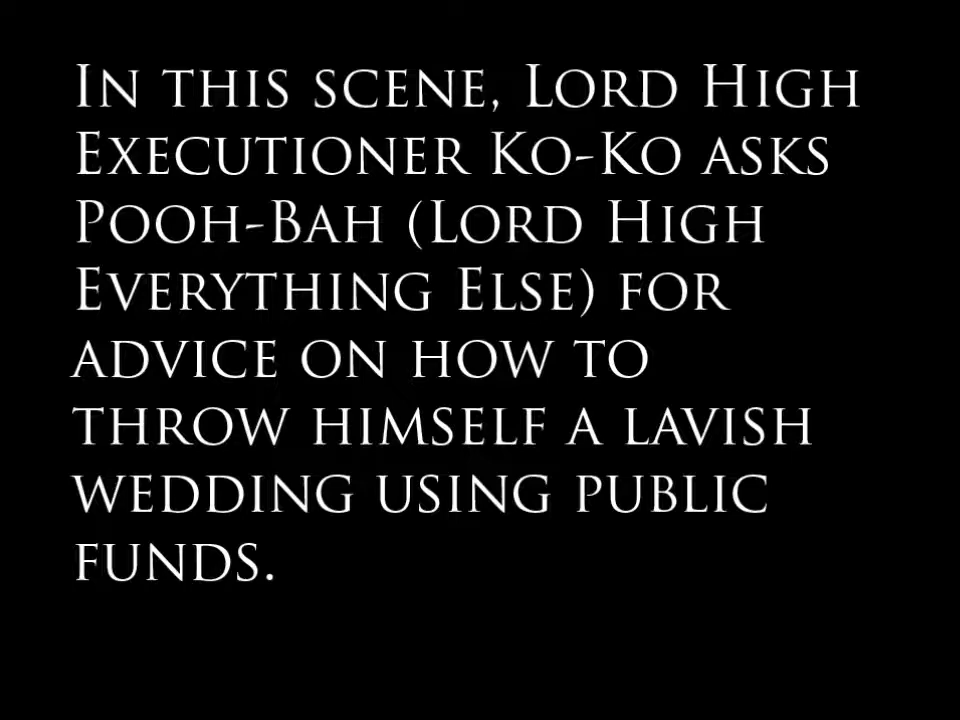 In this scene, Lord High
Executioner Ko-Ko asks
Pooh-Bah (Lord High
Everything Else) for
advice on how to
throw himself a lavish
wedding using public
funds.